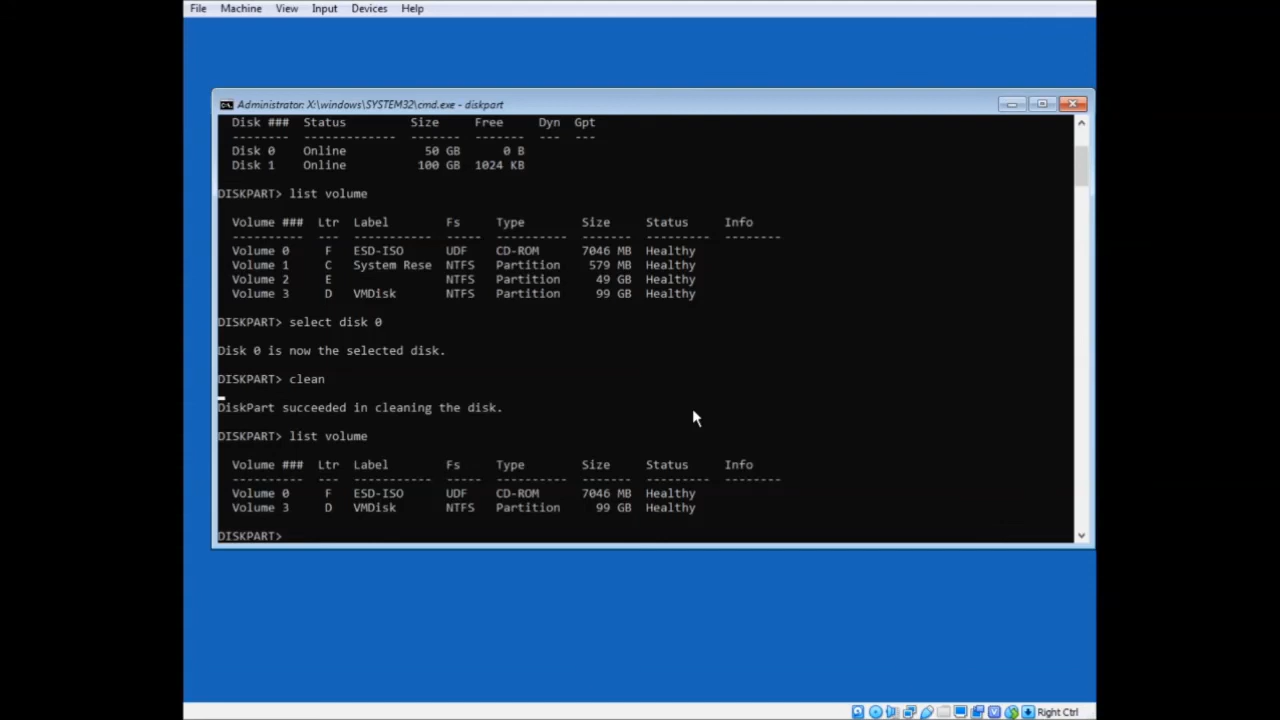 File Machine View Input Devices Help
Administrator: X:\windows\SYSTEM32\cmd.exe - diskpart
Disk ### Status Size Free Dyn Gpt
-------- ------------- ------- ------- --- ---
Disk 0 Online 50 GB 0 B
Disk 1 Online 100 GB 1024 KB
DISKPART> list volume
Volume ### Ltr Label Fs Type Size Status Info
---------- --- ----------- ----- ---------- ------- --------- --------
Volume 0 F ESD-ISO UDF CD-ROM 7046 MB Healthy
Volume 1 C System Rese NTFS Partition 579 MB Healthy
Volume 2 E NTFS Partition 49 GB Healthy
Volume 3 D VMDisk NTFS Partition 99 GB Healthy
DISKPART> select disk 0
Disk 0 is now the selected disk.
DISKPART> clean
DiskPart succeeded in cleaning the disk.
DISKPART> list volume
Volume ### Ltr Label Fs Type Size Status Info
---------- --- ----------- ----- ---------- ------- --------- --------
Volume 0 F ESD-ISO UDF CD-ROM 7046 MB Healthy
Volume 3 D VMDisk NTFS Partition 99 GB Healthy
DISKPART>
Right Ctrl